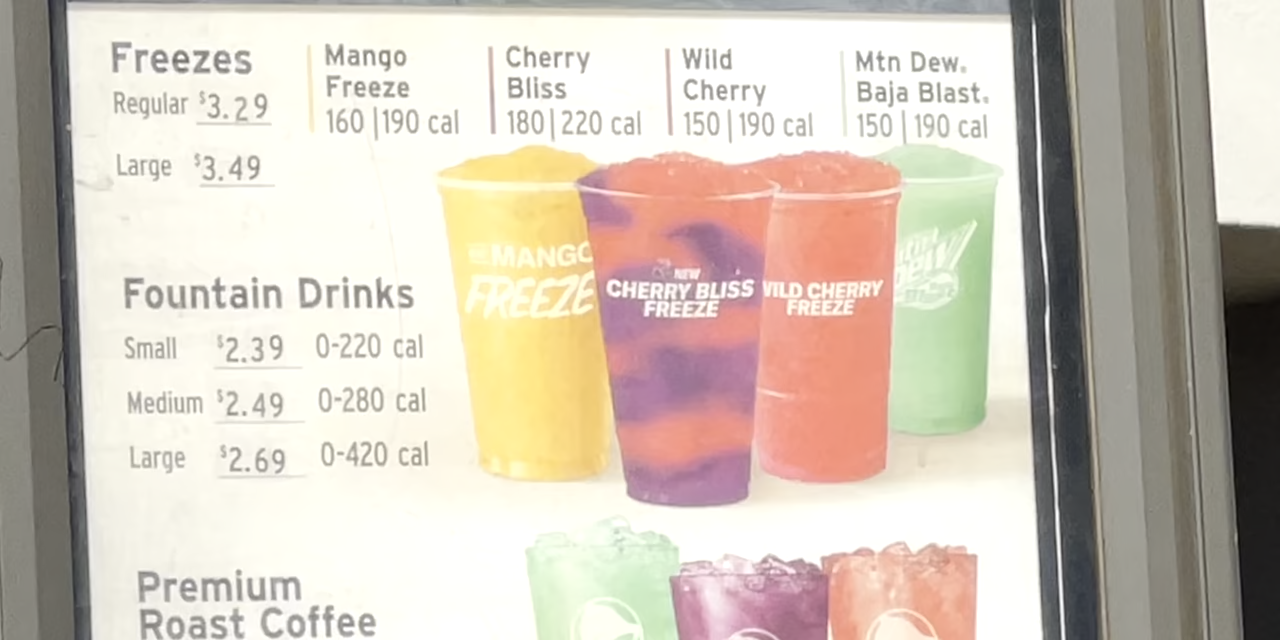 Freezes
Regular $3.29
Large $3.49
Mango
Freeze
160|190 cal
Cherry
Bliss
180|220 cal
Wild
Cherry
150|190 cal
Mtn Dew®
Baja Blast®
150|190 cal
MANGO
FREEZE
NEW
CHERRY BLISS
FREEZE
WILD CHERRY
FREEZE
Fountain Drinks
Small $2.39 0-220 cal
Medium $2.49 0-280 cal
Large $2.69 0-420 cal
Premium
Roast Coffee